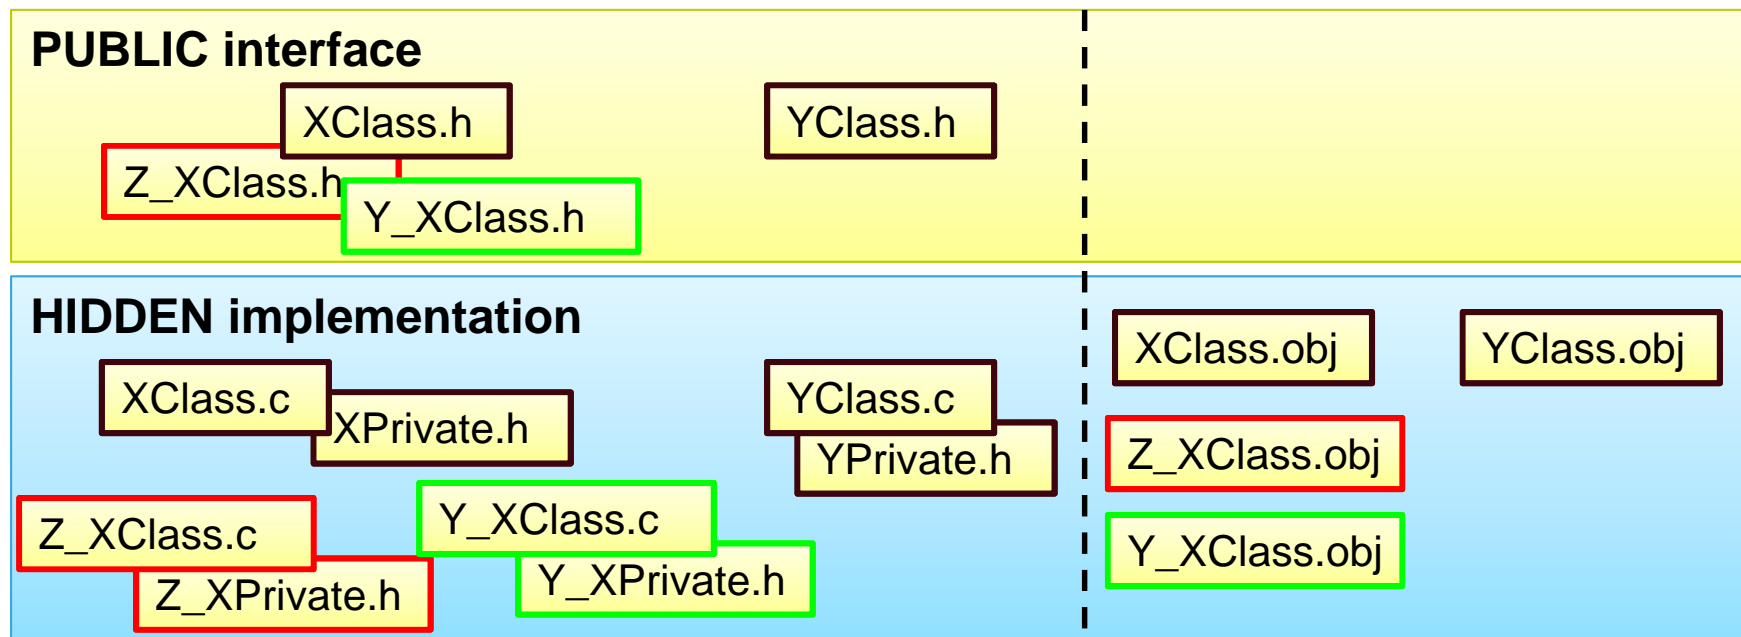 PUBLIC interface
XClass.h
YClass.h
Z_XClass.h
Y_XClass.h
HIDDEN implementation
XClass.obj
YClass.obj
XClass.c
XPrivate.h
YClass.c
YPrivate.h
Z_XClass.obj
Z_XClass.c
Y_XClass.c
Z_XPrivate.h
Y_XPrivate.h
Y_XClass.obj